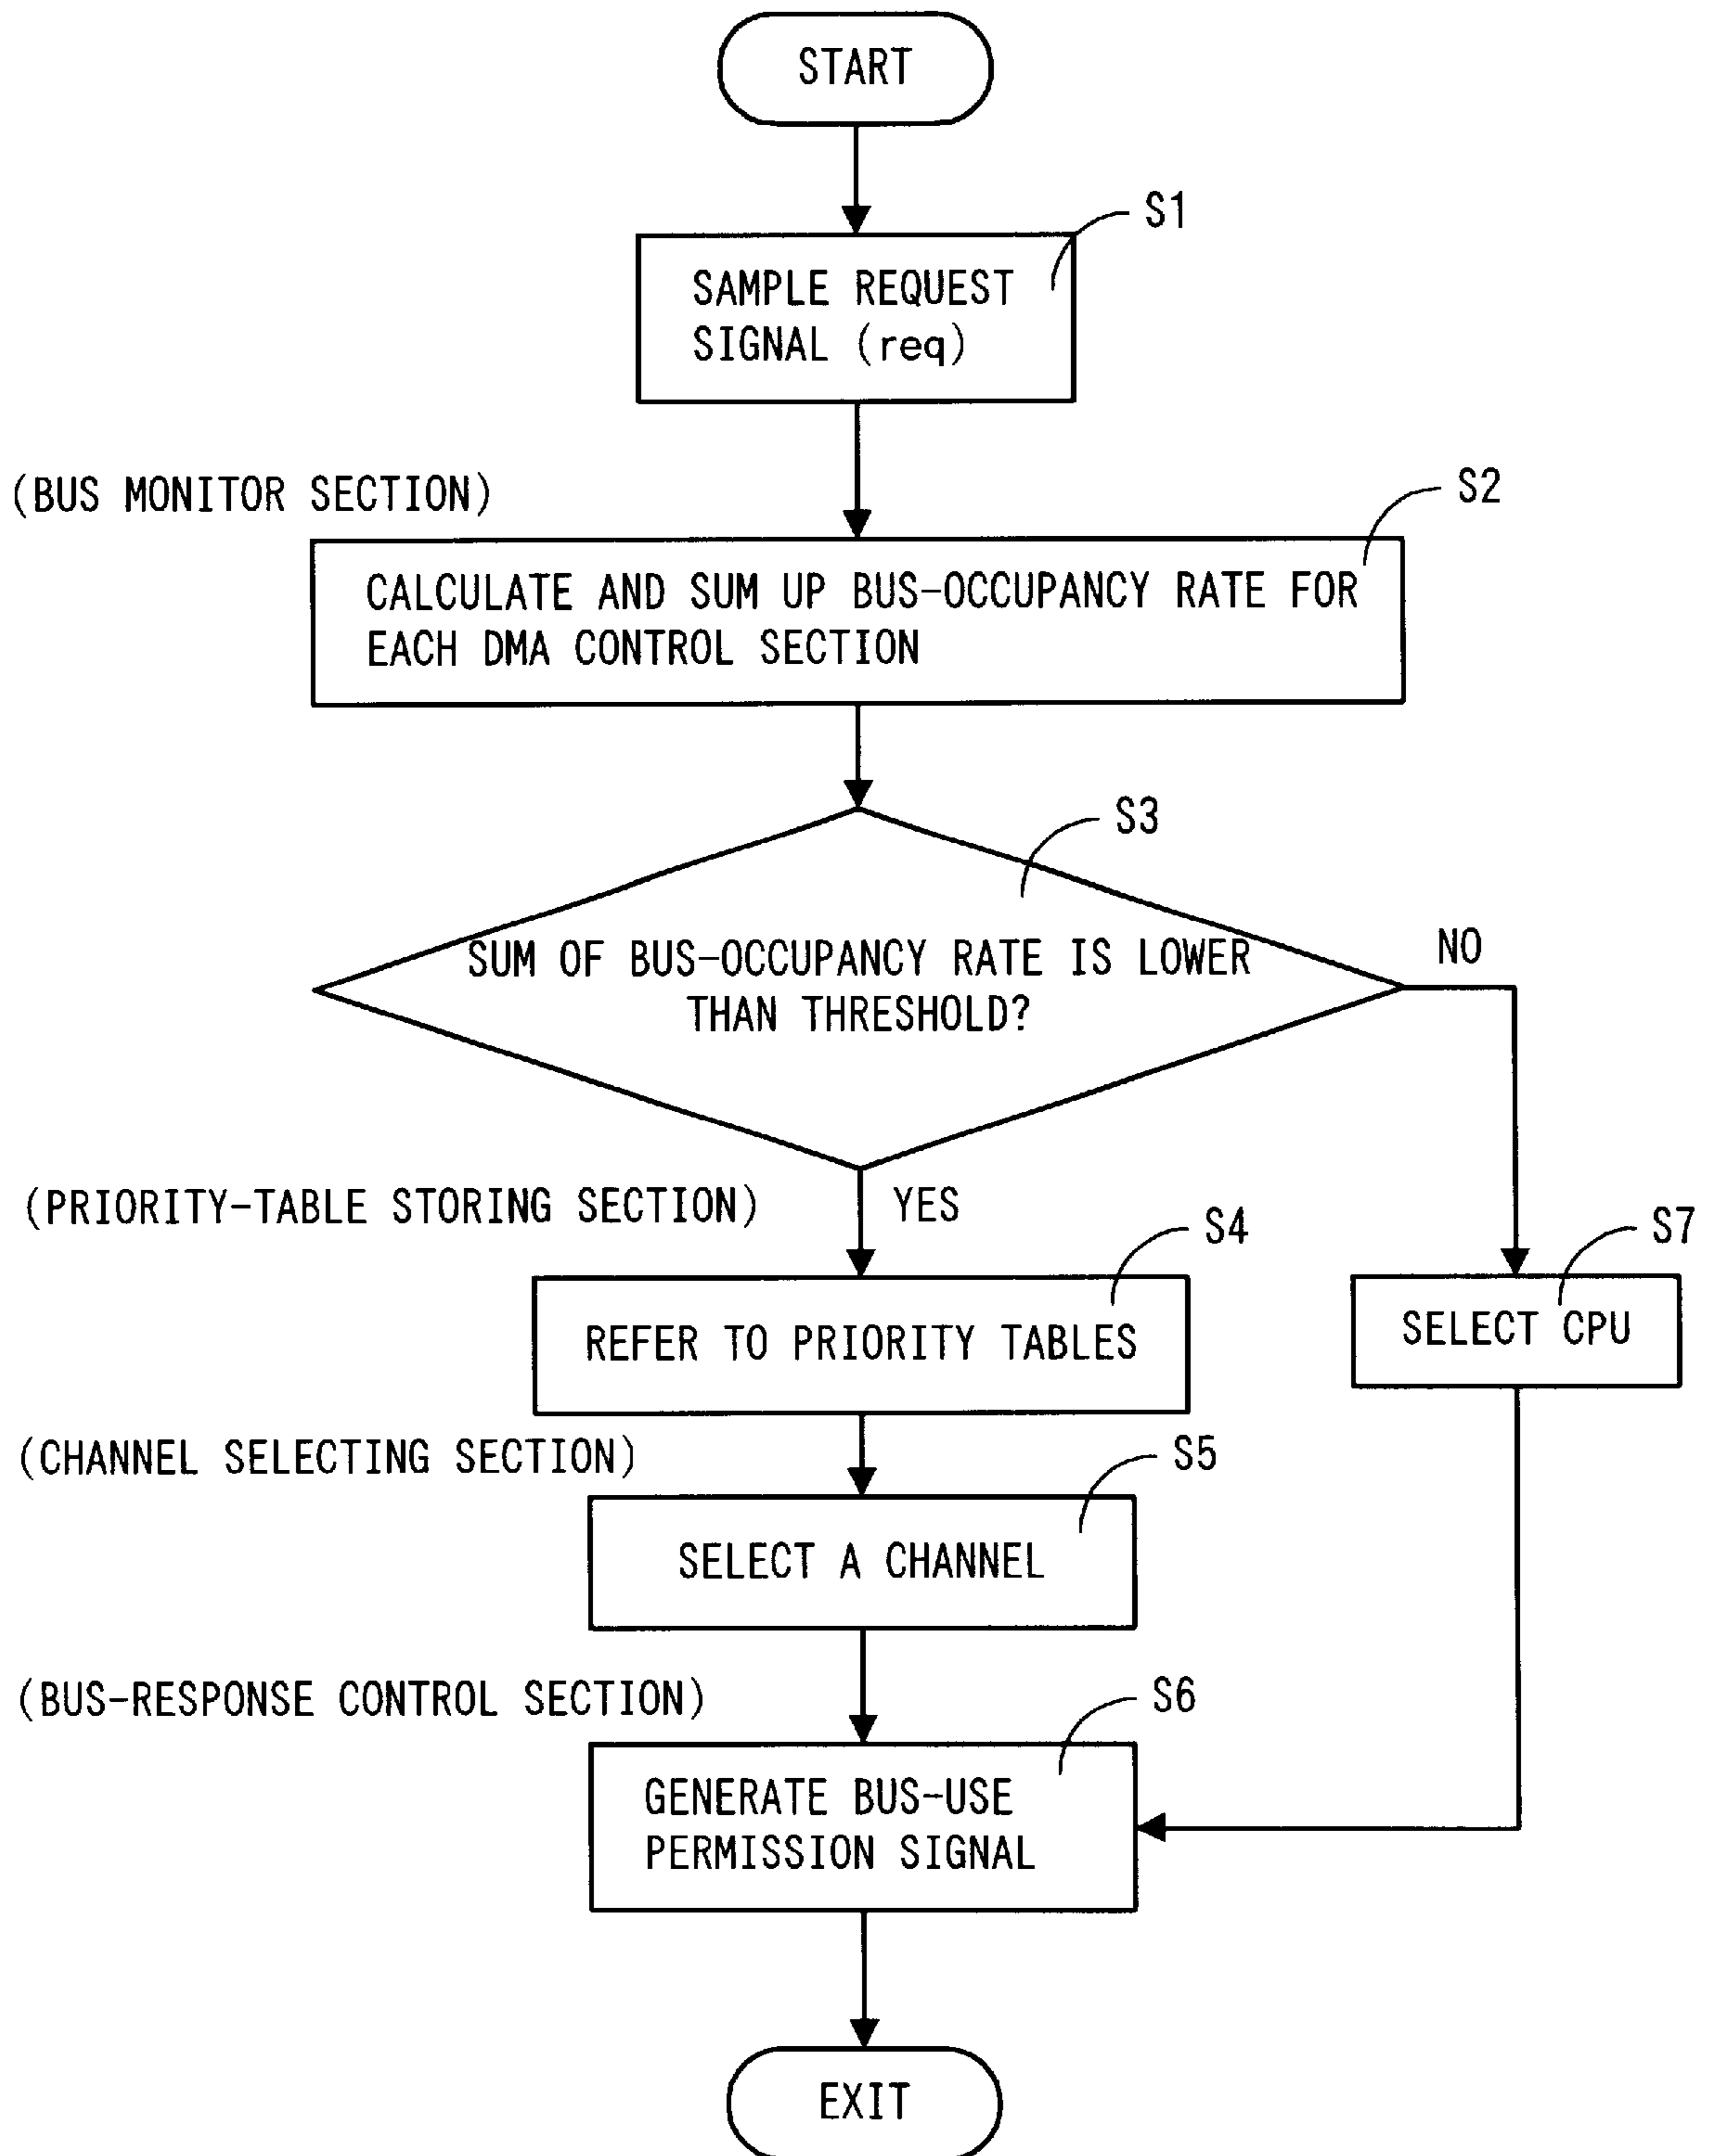 START
S1
SAMPLE REQUEST
SIGNAL (req)
(BUS MONITOR SECTION)
S2
CALCULATE AND SUM UP BUS-OCCUPANCY RATE FOR
EACH DMA CONTROL SECTION
S3
SUM OF BUS-OCCUPANCY RATE IS LOWER
THAN THRESHOLD?
NO
(PRIORITY-TABLE STORING SECTION)
YES
S4
S7
REFER TO PRIORITY TABLES
SELECT CPU
(CHANNEL SELECTING SECTION)
S5
SELECT A CHANNEL
(BUS-RESPONSE CONTROL SECTION)
S6
GENERATE BUS-USE
PERMISSION SIGNAL
EXIT